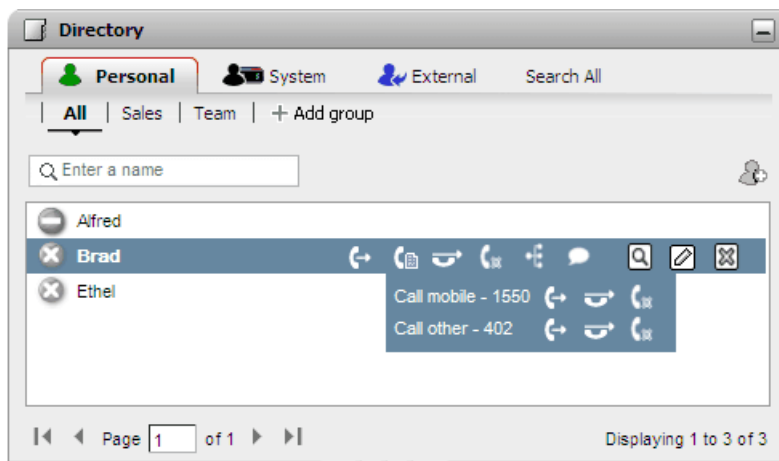 Directory
Personal System External Search All
All | Sales | Team | + Add group
Enter a name
Alfred
Brad
Ethel
Call mobile - 1550
Call other - 402
Page 1 of 1 Displaying 1 to 3 of 3